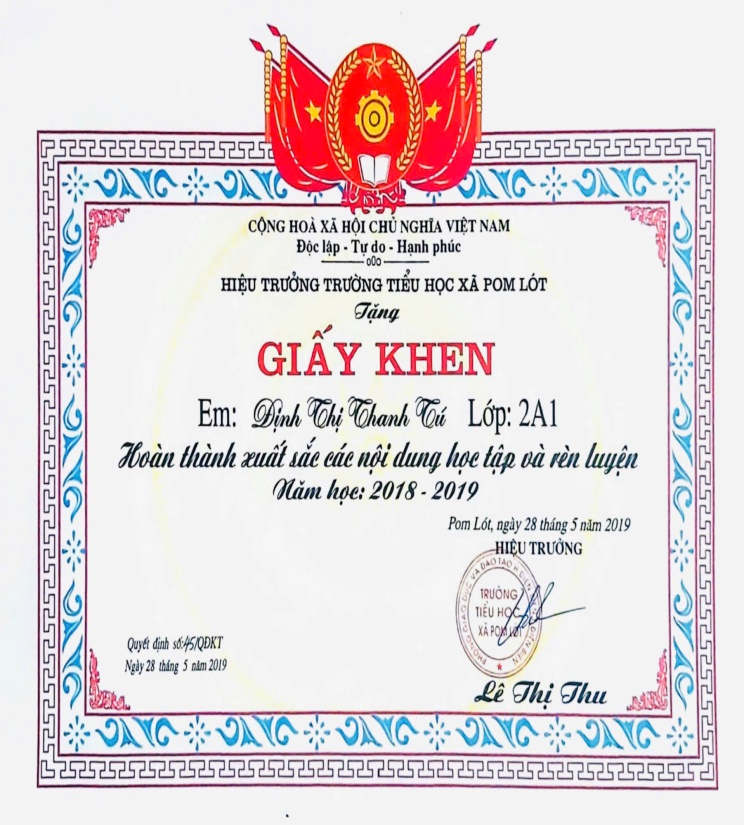 CỘNG HOÀ XÃ HỘI CHỦ NGHĨA VIỆT NAM
Độc lập - Tự do - Hạnh phúc
o0o
HIỆU TRƯỞNG TRƯỜNG TIỂU HỌC XÃ POM LÓT
Tặng
GIẤY KHEN
Em: Định Thị Thanh Tú Lớp: 2A1
Hoàn thành xuất sắc các nội dung học tập và rèn luyện
Năm học: 2018 - 2019
Pom Lót, ngày 28 tháng 5 năm 2019
HIỆU TRƯỞNG
PHÒNG GIÁO DỤC VÀ ĐÀO TẠO H ĐIỆN BIÊN
TRƯỜNG
TIỂU HỌC
XÃ POM LÓT
Quyết định số:45/QĐKT
Ngày 28 tháng 5 năm 2019
Lê Thị Thu